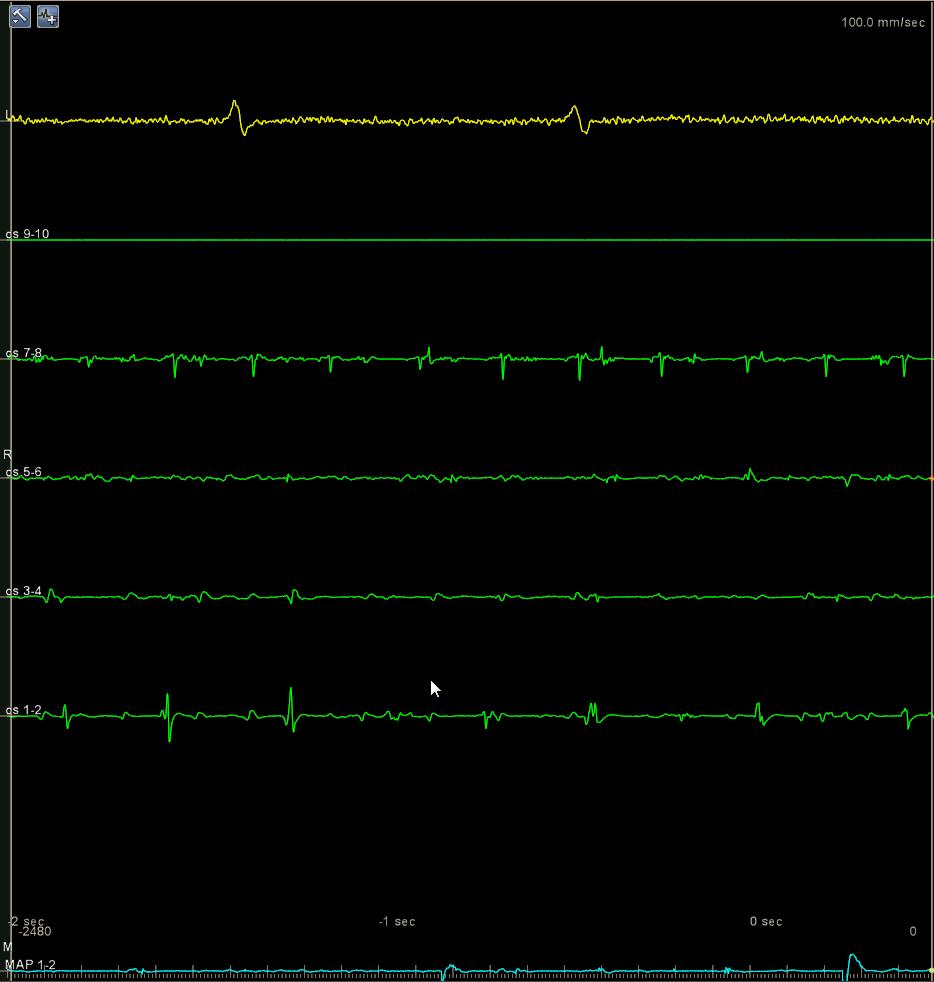 100.0 mm/sec
L
cs 9-10
cs 7-8
R
cs 5-6
cs 3-4
cs 1-2
-2 sec
-1 sec
0 sec
-2480
0
M
MAP 1-2